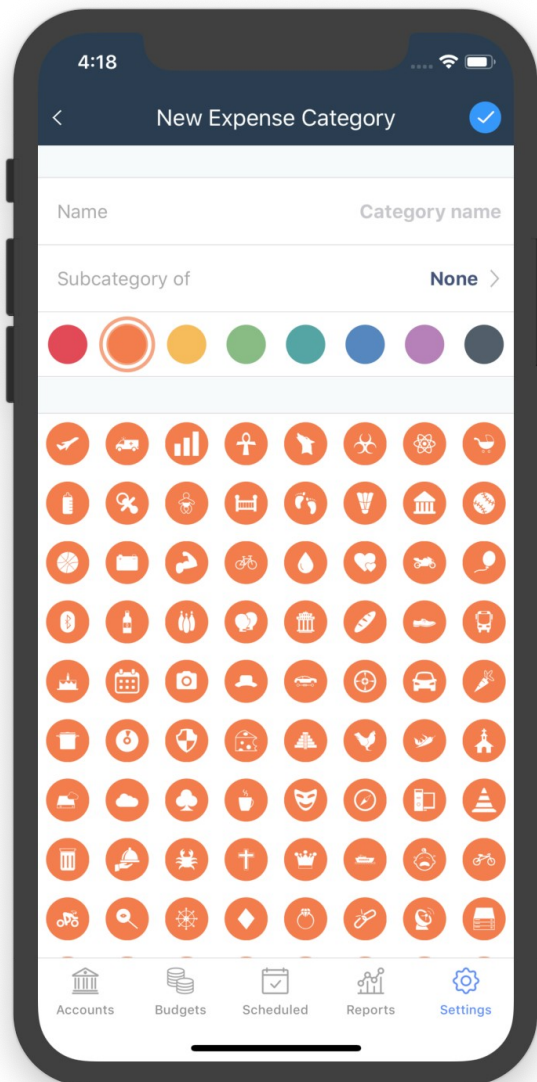 4:18
New Expense Category
Name Category name
Subcategory of None
Accounts Budgets Scheduled Reports Settings